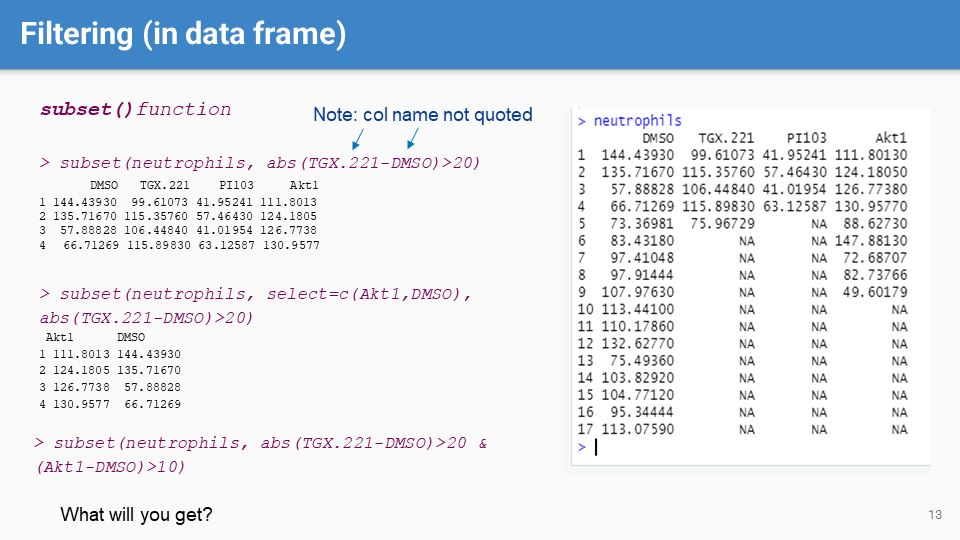 Filtering (in data frame)
subset()function
Note: col name not quoted
> subset(neutrophils, abs(TGX.221-DMSO)>20)
DMSO TGX.221 PI103 Akt1
1 144.43930 99.61073 41.95241 111.8013
2 135.71670 115.35760 57.46430 124.1805
3 57.88828 106.44840 41.01954 126.7738
4 66.71269 115.89830 63.12587 130.9577
> subset(neutrophils, select=c(Akt1,DMSO),
abs(TGX.221-DMSO)>20)
Akt1 DMSO
1 111.8013 144.43930
2 124.1805 135.71670
3 126.7738 57.88828
4 130.9577 66.71269
> subset(neutrophils, abs(TGX.221-DMSO)>20 &
(Akt1-DMSO)>10)
What will you get?
> neutrophils
DMSO TGX.221 PI103 Akt1
1 144.43930 99.61073 41.95241 111.80130
2 135.71670 115.35760 57.46430 124.18050
3 57.88828 106.44840 41.01954 126.77380
4 66.71269 115.89830 63.12587 130.95770
5 73.36981 75.96729 NA 88.62730
6 83.43180 NA NA 147.88130
7 97.41048 NA NA 72.68707
8 97.91444 NA NA 82.73766
9 107.97630 NA NA 49.60179
10 113.44100 NA NA NA
11 110.17860 NA NA NA
12 132.62770 NA NA NA
13 75.49360 NA NA NA
14 103.82920 NA NA NA
15 104.77120 NA NA NA
16 95.34444 NA NA NA
17 113.07590 NA NA NA
>
13